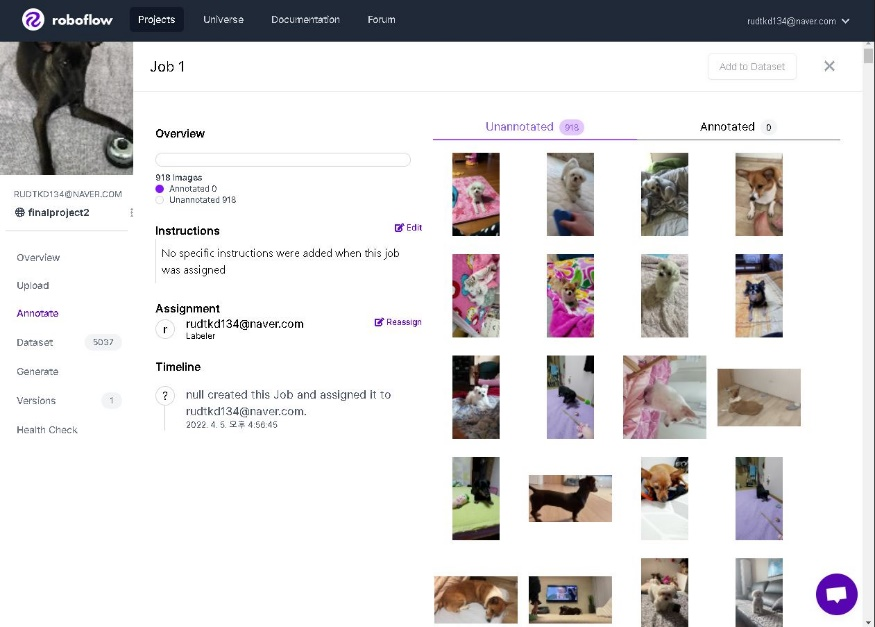 roboflow
Projects
Universe
Documentation
Forum
rudtkd134@naver.com
Job 1
Add to Dataset
RUDTKD134@NAVER.COM
finalproject2
Overview
Upload
Annotate
Dataset 5037
Generate
Versions 1
Health Check
Overview
918 Images
Annotated 0
Unannotated 918
Instructions
Edit
No specific instructions were added when this job
was assigned
Assignment
r
rudtkd134@naver.com
Labeler
Reassign
Timeline
?
null created this Job and assigned it to
rudtkd134@naver.com.
2022. 4. 5. 오후 4:56:45
Unannotated 918
Annotated 0